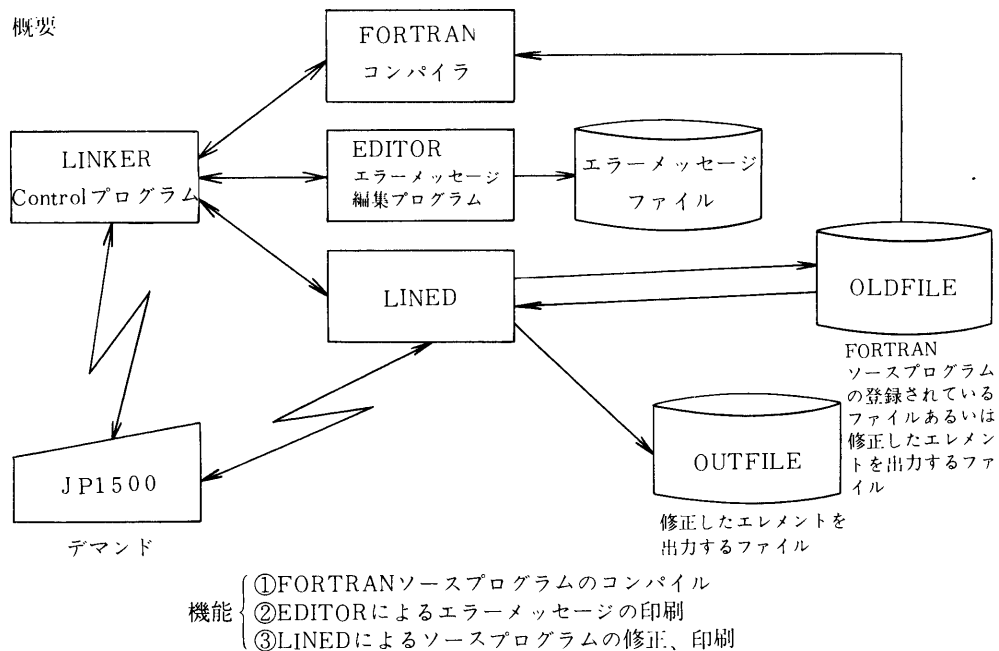 概要
FORTRAN
コンパイラ
LINKER
Controlプログラム
EDITOR
エラーメッセージ
編集プログラム
エラーメッセージ
ファイル
LINED
OLDFILE
FORTRAN
ソースプログラム
の登録されている
ファイルあるいは
修正したエレメン
トを出力するファ
イル
OUTFILE
修正したエレメントを
出力するファイル
JP1500
デマンド
機能
①FORTRANソースプログラムのコンパイル
②EDITORによるエラーメッセージの印刷
③LINEDによるソースプログラムの修正、印刷